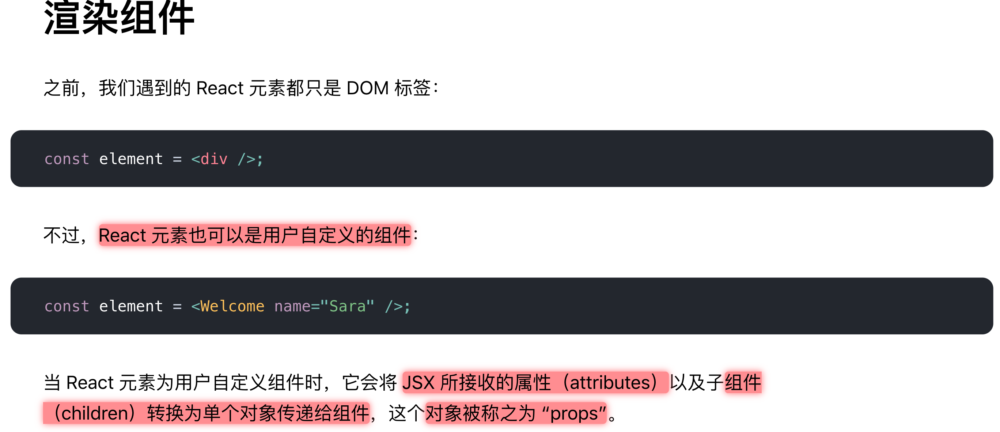 渲染组件
之前，我们遇到的 React 元素都只是 DOM 标签：
const element = <div />;
不过，React 元素也可以是用户自定义的组件：
const element = <Welcome name="Sara" />;
当 React 元素为用户自定义组件时，它会将 JSX 所接收的属性（attributes）以及子组件
（children）转换为单个对象传递给组件，这个对象被称之为 “props”。